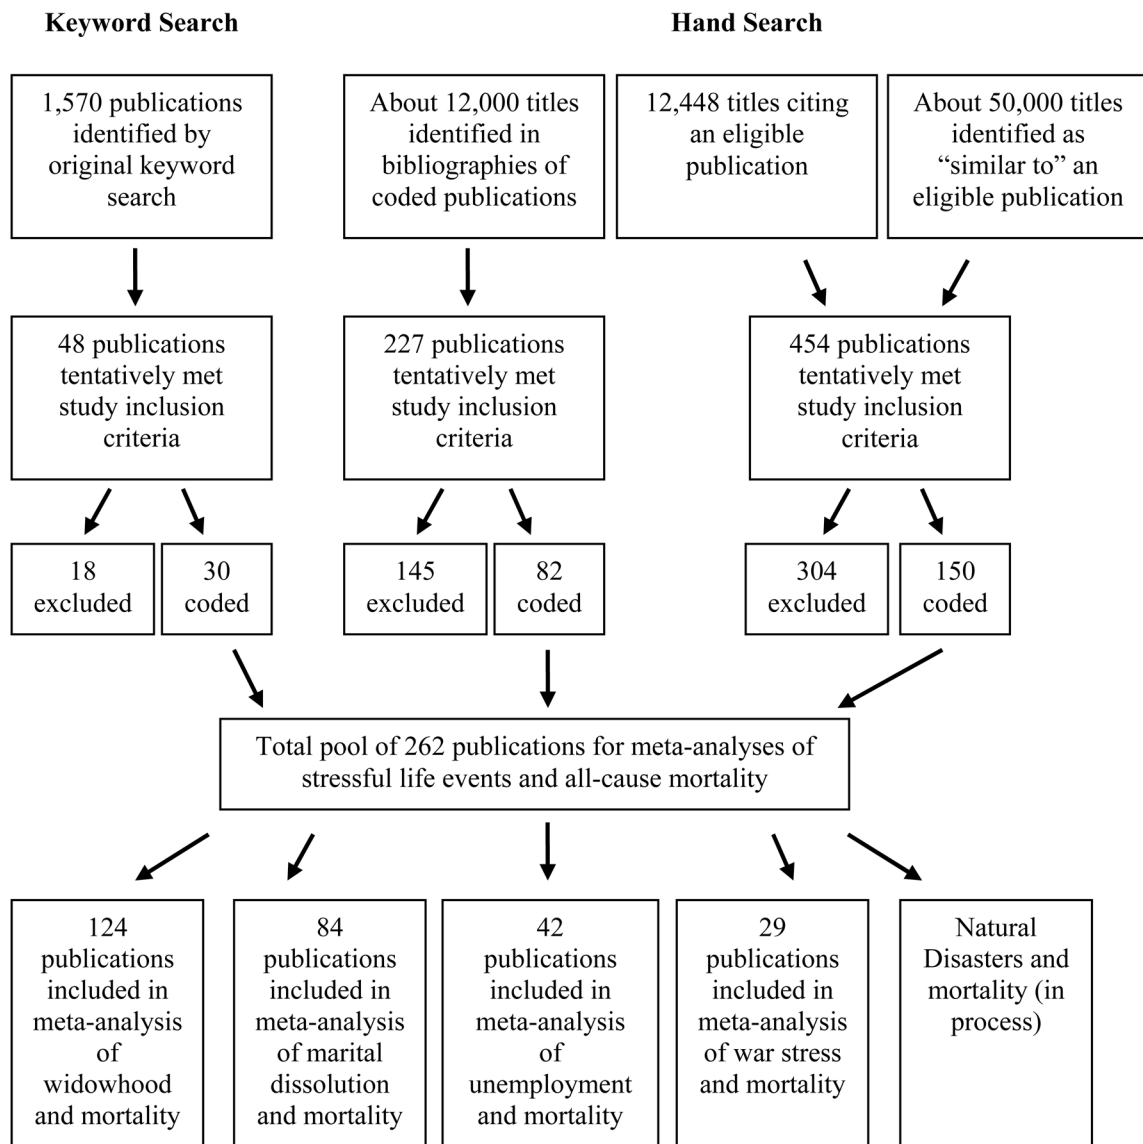 Keyword Search
Hand Search
1,570 publications
identified by
original keyword
search
About 12,000 titles
identified in
bibliographies of
coded publications
12,448 titles citing
an eligible
publication
About 50,000 titles
identified as
“similar to” an
eligible publication
48 publications
tentatively met
study inclusion
criteria
227 publications
tentatively met
study inclusion
criteria
454 publications
tentatively met
study inclusion
criteria
18
excluded
30
coded
145
excluded
82
coded
304
excluded
150
coded
Total pool of 262 publications for meta-analyses of
stressful life events and all-cause mortality
124
publications
included in
meta-analysis
of
widowhood
and mortality
84
publications
included in
meta-analysis
of marital
dissolution
and mortality
42
publications
included in
meta-analysis
of
unemployment
and mortality
29
publications
included in
meta-analysis
of war stress
and mortality
Natural
Disasters and
mortality (in
process)